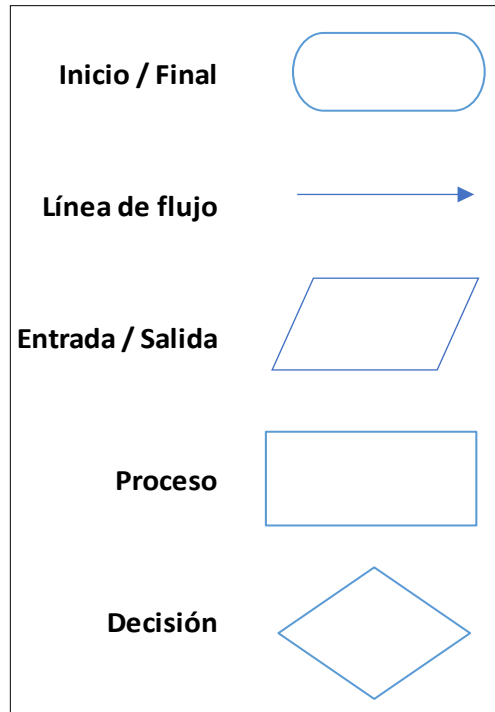 Inicio / Final
Línea de flujo
Entrada / Salida
Proceso
Decisión